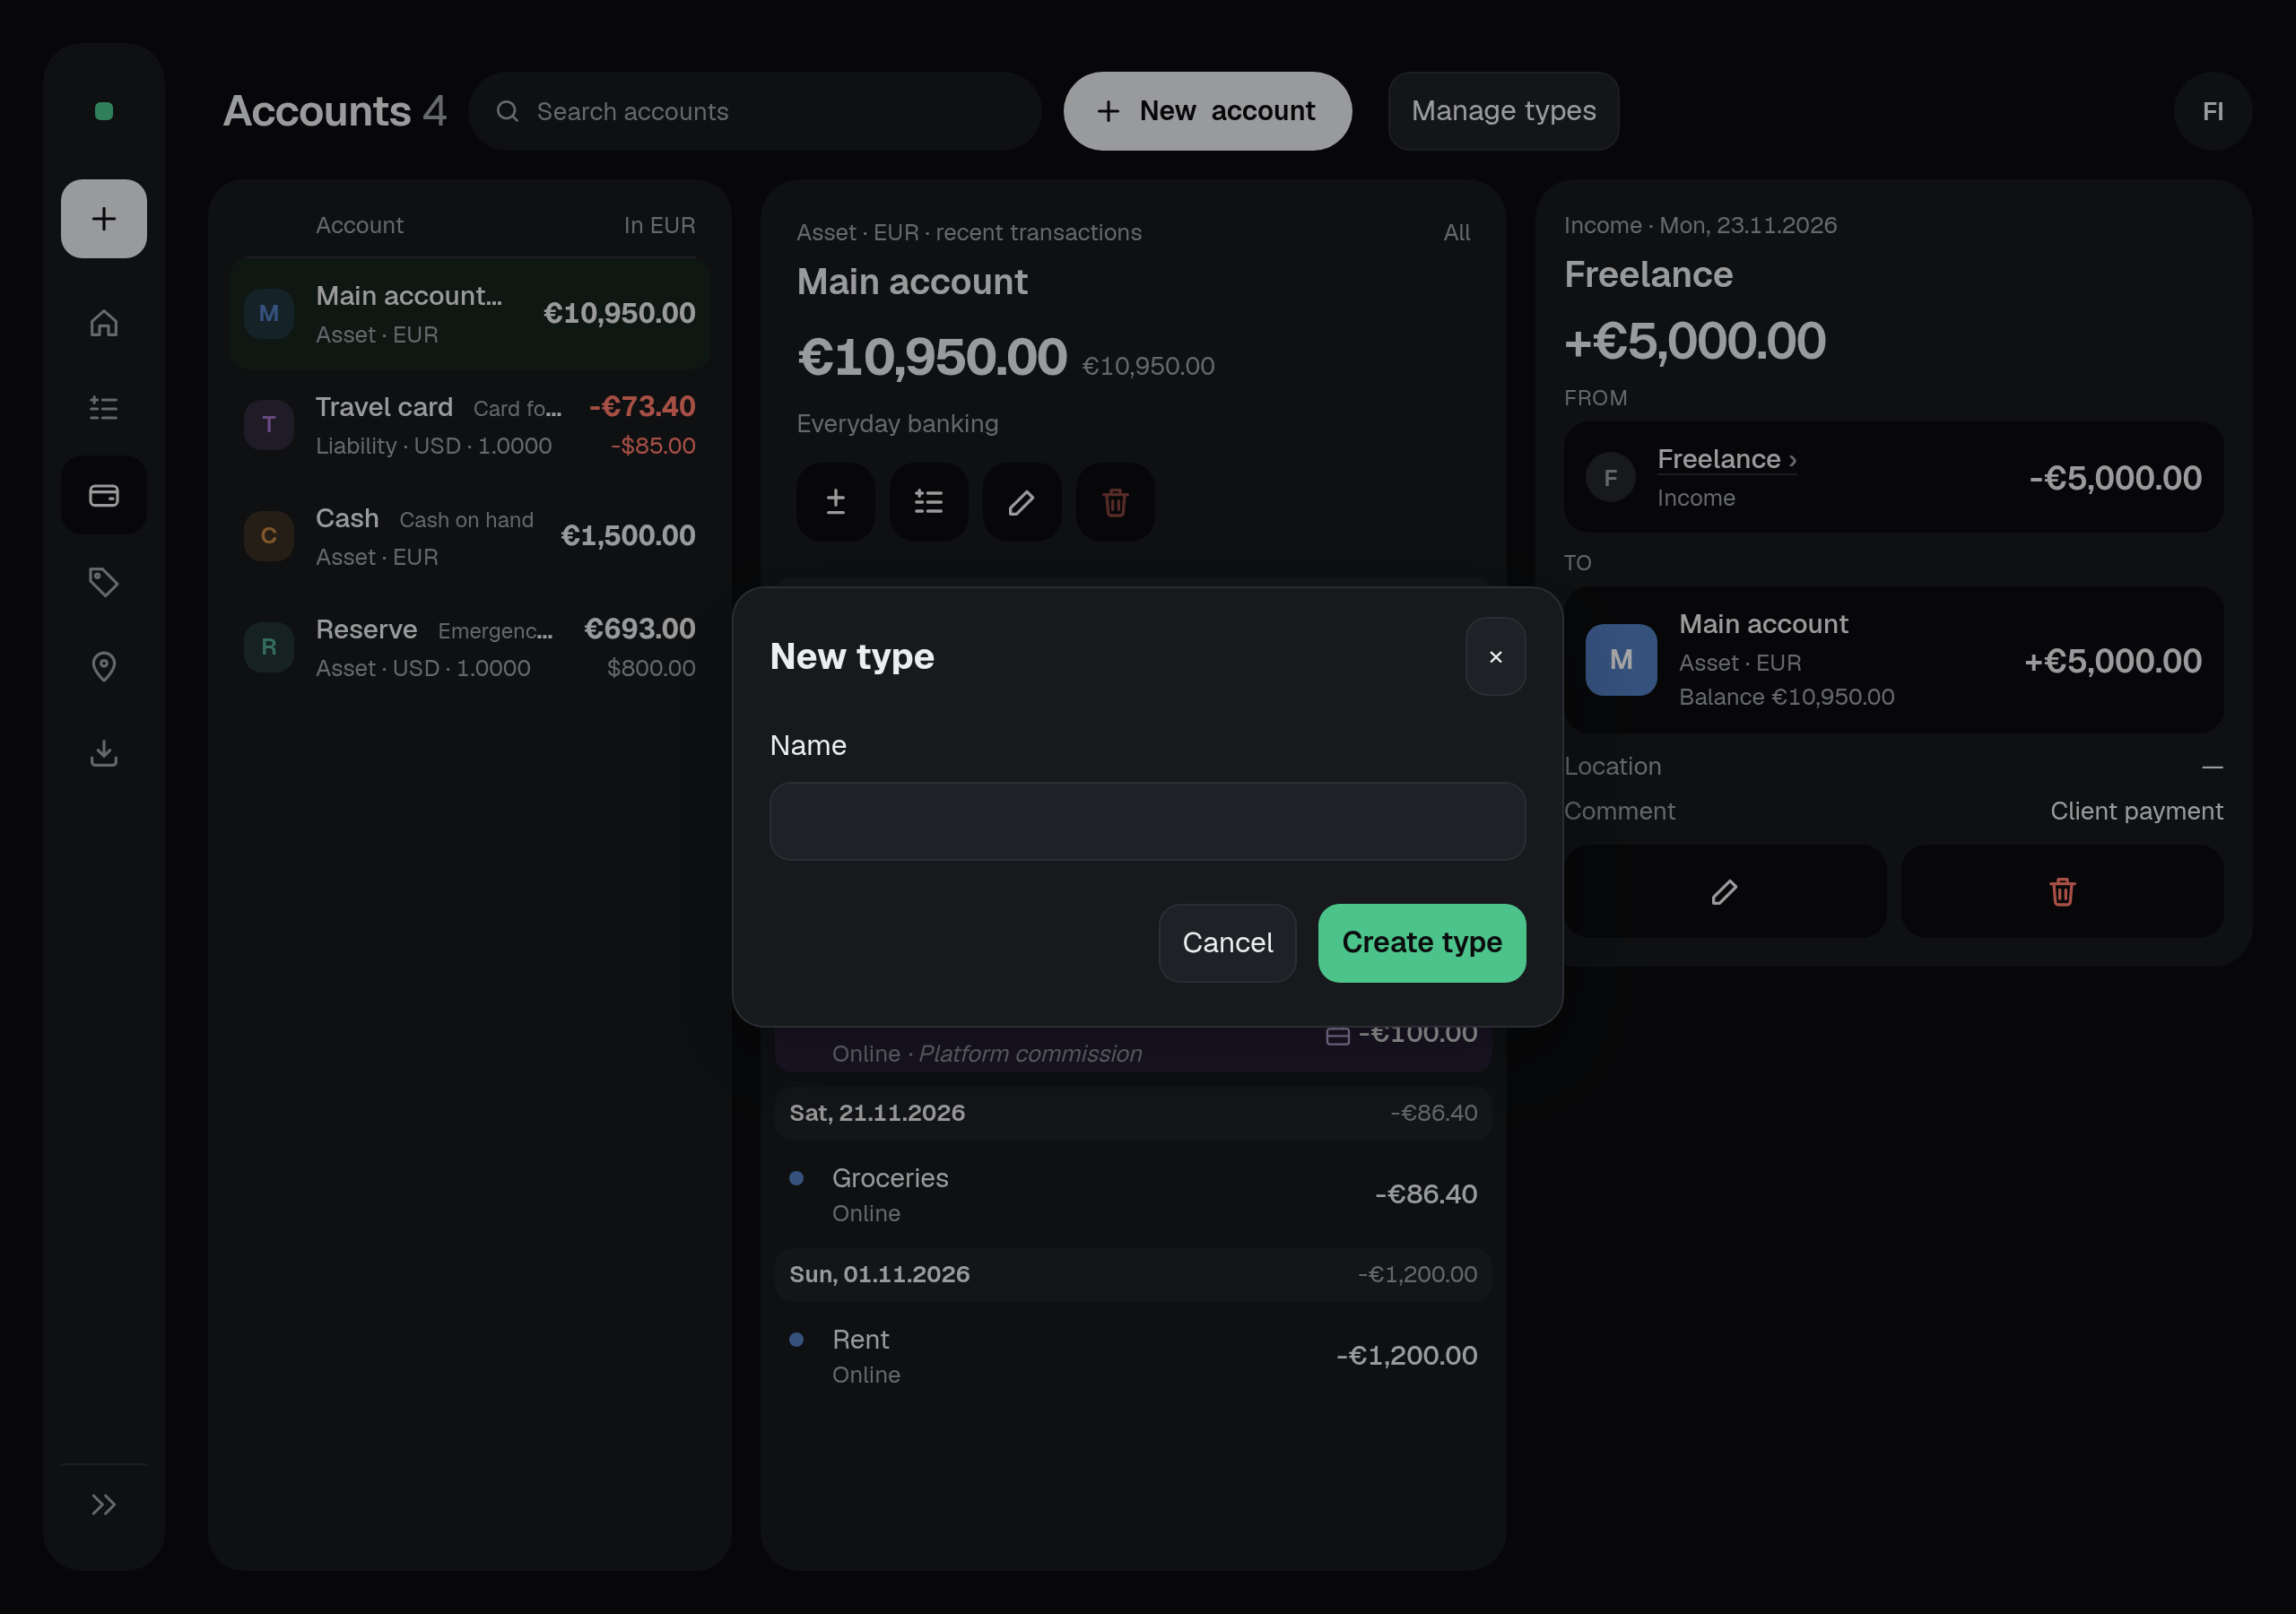 Accounts 4
Search accounts
New account
Manage types
FI
Account
In EUR
M
Main account...
€10,950.00
Asset · EUR
T
Travel card
Card fo...
-€73.40
Liability · USD · 1.0000
-$85.00
C
Cash
Cash on hand
€1,500.00
Asset · EUR
R
Reserve
Emergenc...
€693.00
Asset · USD · 1.0000
$800.00
Asset · EUR · recent transactions
All
Main account
€10,950.00 €10,950.00
Everyday banking
New type
×
Name
Cancel
Create type
-€100.00
Online · Platform commission
Sat, 21.11.2026
-€86.40
Groceries
-€86.40
Online
Sun, 01.11.2026
-€1,200.00
Rent
-€1,200.00
Online
Income · Mon, 23.11.2026
Freelance
+€5,000.00
FROM
F
Freelance ›
-€5,000.00
Income
TO
M
Main account
Asset · EUR
+€5,000.00
Balance €10,950.00
Location
—
Comment
Client payment